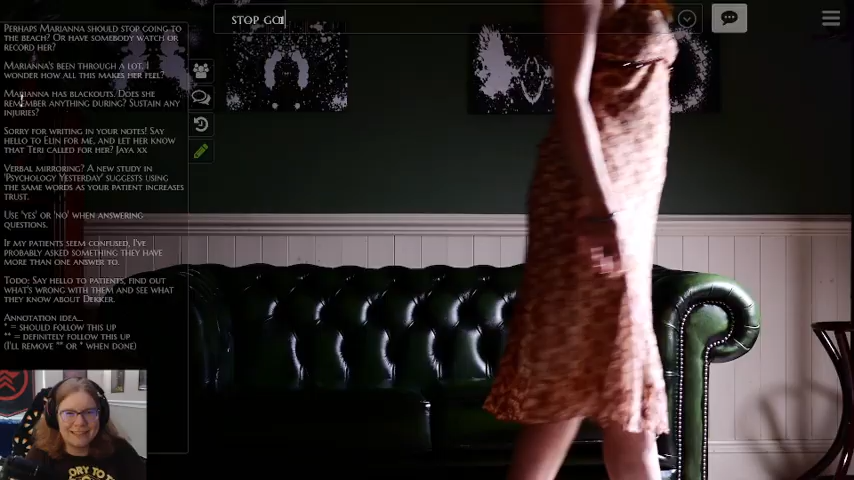 STOP GOI
PERHAPS MARIANNA SHOULD STOP GOING TO
THE BEACH? OR HAVE SOMEBODY WATCH OR
RECORD HER?
MARIANNA'S BEEN THROUGH A LOT. I
WONDER HOW ALL THIS MAKES HER FEEL?
MARIANNA HAS BLACKOUTS. DOES SHE
REMEMBER ANYTHING DURING? SUSTAIN ANY
INJURIES?
SORRY FOR WRITING IN YOUR NOTES! SAY
HELLO TO ELIN FOR ME, AND LET HER KNOW
THAT TERI CALLED FOR HER? JAYA XX
VERBAL MIRRORING? A NEW STUDY IN
'PSYCHOLOGY YESTERDAY' SUGGESTS USING
THE SAME WORDS AS YOUR PATIENT INCREASES
TRUST.
USE 'YES' OR 'NO' WHEN ANSWERING
QUESTIONS.
IF MY PATIENTS SEEM CONFUSED, I'VE
PROBABLY ASKED SOMETHING THEY HAVE
MORE THAN ONE ANSWER TO.
TODO: SAY HELLO TO PATIENTS, FIND OUT
WHAT'S WRONG WITH THEM AND SEE WHAT
THEY KNOW ABOUT DEKKER.
ANNOTATION IDEA...
* = SHOULD FOLLOW THIS UP
** = DEFINITELY FOLLOW THIS UP
(I'LL REMOVE ** OR * WHEN DONE)